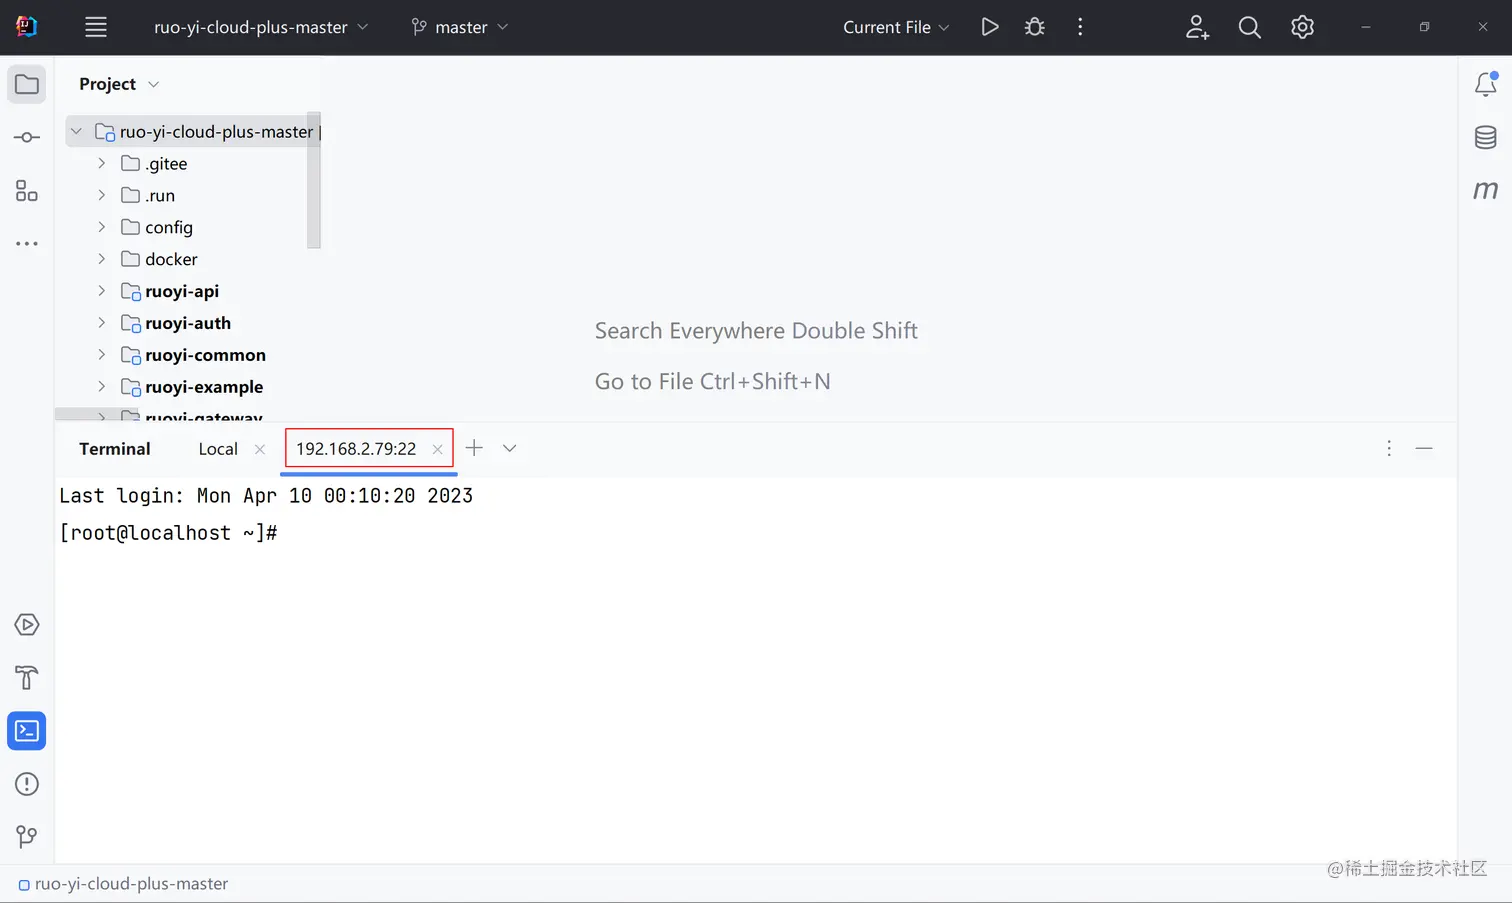 ruo-yi-cloud-plus-master master Current File
Project
ruo-yi-cloud-plus-master
.gitee
.run
config
docker
ruoyi-api
ruoyi-auth
ruoyi-common
ruoyi-example
ruoyi-gateway
m
Search Everywhere Double Shift
Go to File Ctrl+Shift+N
Terminal Local 192.168.2.79:22
Last login: Mon Apr 10 00:10:20 2023
[root@localhost ~]#
@稀土掘金技术社区
ruo-yi-cloud-plus-master